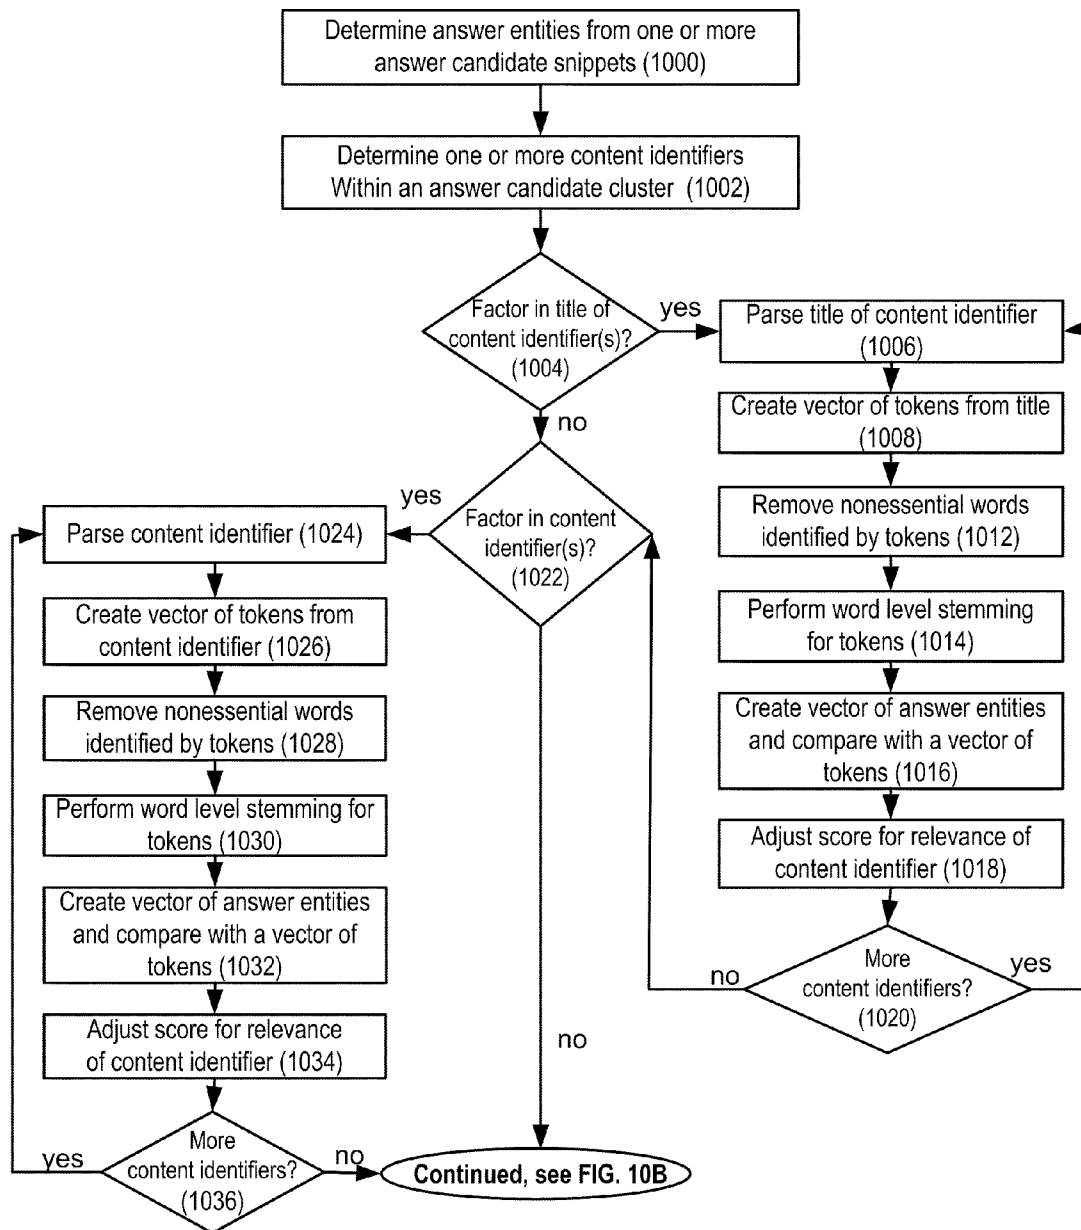 Determine answer entities from one or more
answer candidate snippets (1000)
Determine one or more content identifiers
Within an answer candidate cluster (1002)
Factor in title of
content identifier(s)?
(1004)
yes
no
Parse title of content identifier
(1006)
Create vector of tokens from title
(1008)
Remove nonessential words
identified by tokens (1012)
Perform word level stemming
for tokens (1014)
Create vector of answer entities
and compare with a vector of
tokens (1016)
Adjust score for relevance of
content identifier (1018)
More
content identifiers?
(1020)
yes
no
Factor in content
identifier(s)?
(1022)
yes
no
Parse content identifier (1024)
Create vector of tokens from
content identifier (1026)
Remove nonessential words
identified by tokens (1028)
Perform word level stemming for
tokens (1030)
Create vector of answer entities
and compare with a vector of
tokens (1032)
Adjust score for relevance
of content identifier (1034)
More
content identifiers?
(1036)
yes
no
Continued, see FIG. 10B